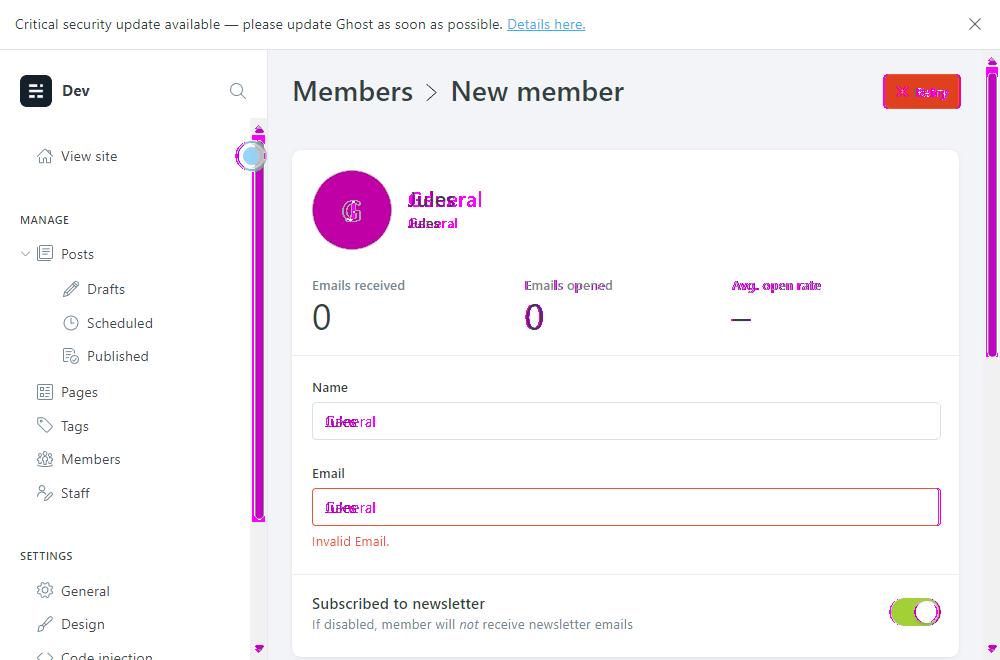 Critical security update available — please update Ghost as soon as possible. Details here.
Dev
Members > New member
Retry
View site
MANAGE
Posts
Drafts
Scheduled
Published
Pages
Tags
Members
Staff
SETTINGS
General
Design
Code injection
G
General
General
Emails received
Emails opened
Avg. open rate
0
0
—
Name
General
Email
General
Invalid Email.
Subscribed to newsletter
If disabled, member will not receive newsletter emails